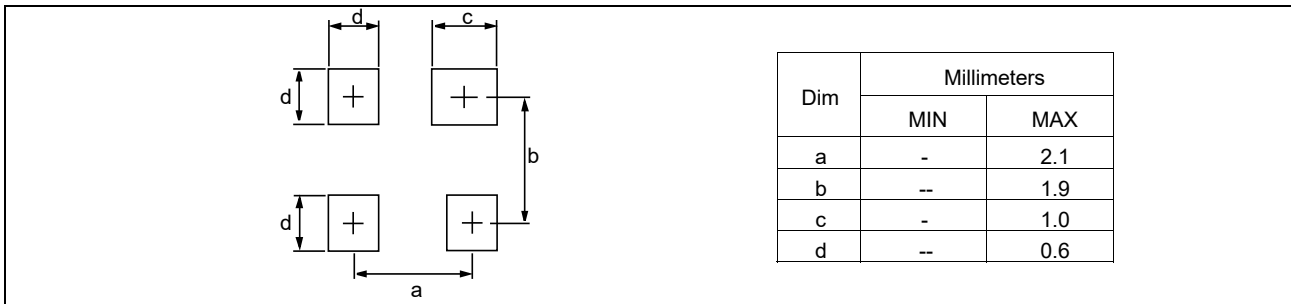 d
c
d
b
d
a
Dim Millimeters
MIN MAX
a - 2.1
b -- 1.9
c - 1.0
d -- 0.6